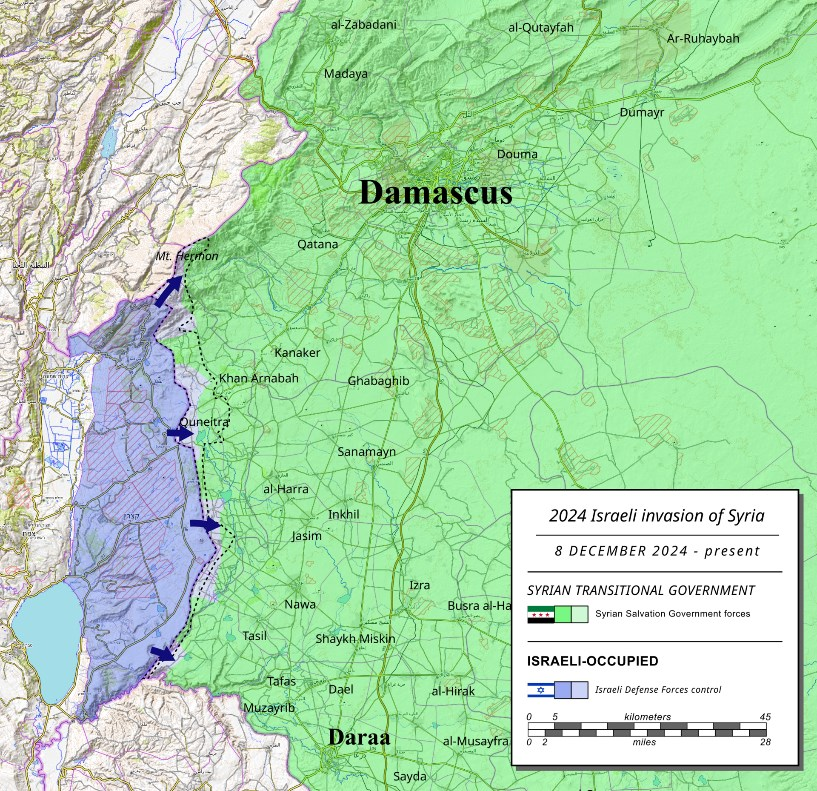 al-Zabadani
al-Qutayfah
Ar-Ruhaybah
Madaya
Dumayr
Douma
Damascus
Qatana
Mt. Hermon
Kanaker
Khan Arnabah
Ghabaghib
Quneitra
Sanamayn
al-Harra
Inkhil
Jasim
Izra
Nawa
Busra al-Ha
Tasil
Shaykh Miskin
Tafas
Dael
al-Hirak
Muzayrib
Daraa
al-Musayfra
Sayda
קצרין
צפת
2024 Israeli invasion of Syria
8 DECEMBER 2024 - present
SYRIAN TRANSITIONAL GOVERNMENT
Syrian Salvation Government forces
ISRAELI-OCCUPIED
Israeli Defense Forces control
0 5 kilometers 45
0 2 miles 28